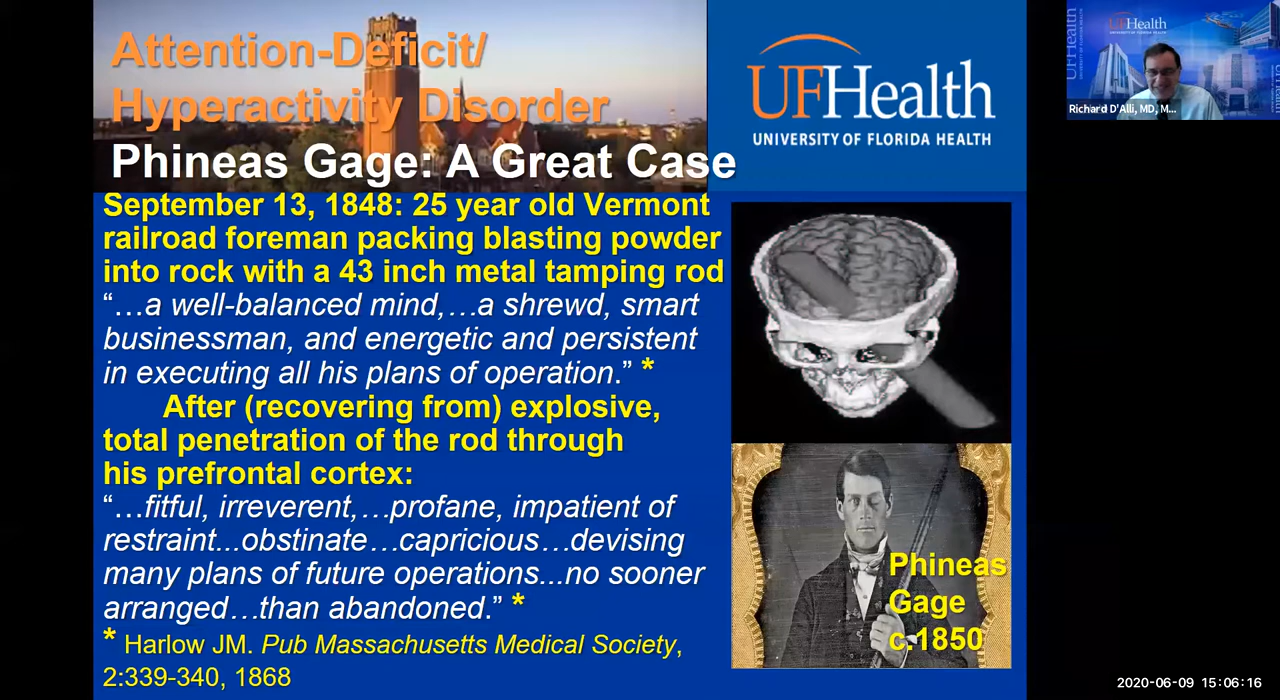 Attention-Deficit/
Hyperactivity Disorder
Phineas Gage: A Great Case
UFHealth
UNIVERSITY OF FLORIDA HEALTH
September 13, 1848: 25 year old Vermont
railroad foreman packing blasting powder
into rock with a 43 inch metal tamping rod
“…a well-balanced mind,…a shrewd, smart
businessman, and energetic and persistent
in executing all his plans of operation.” *
After (recovering from) explosive,
total penetration of the rod through
his prefrontal cortex:
“…fitful, irreverent,…profane, impatient of
restraint...obstinate…capricious…devising
many plans of future operations...no sooner
arranged…than abandoned.” *
* Harlow JM. Pub Massachusetts Medical Society,
2:339-340, 1868
Phineas
Gage
c.1850
UFHealth
UFHealth
Richard D'Alli, MD, M...
2020-06-09 15:06:16